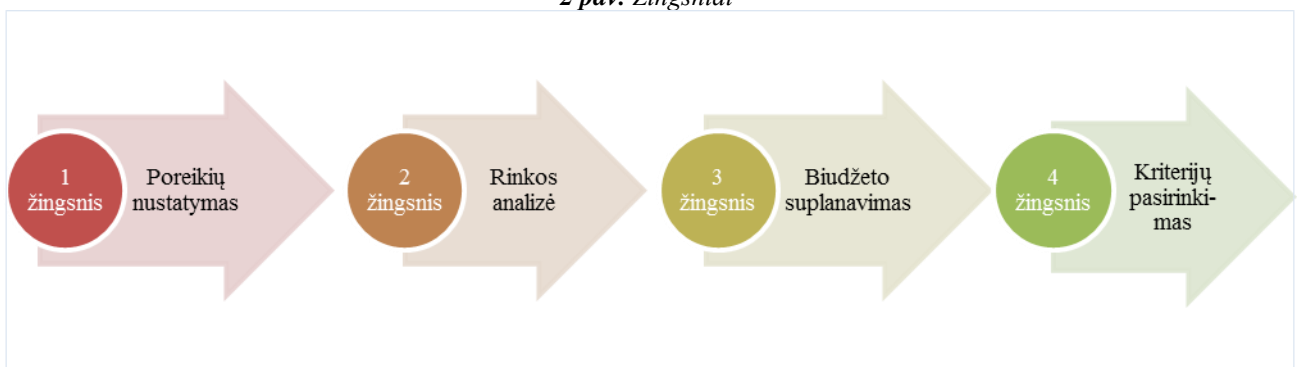 2 pav. Žingsniai
1
žingsnis
Poreikių
nustatymas
2
žingsnis
Rinkos
analizė
3
žingsnis
Biudžeto
suplanavimas
4
žingsnis
Kriterijų
pasirinki-
mas